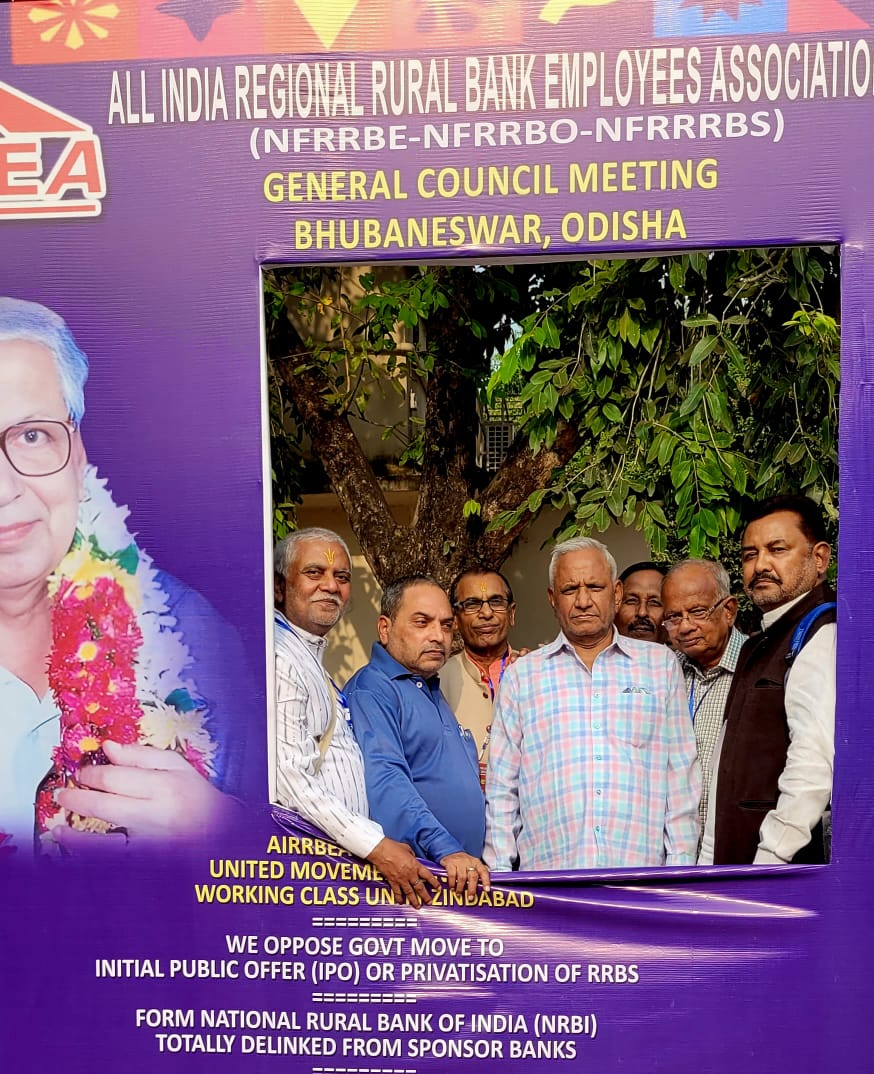 ALL INDIA REGIONAL RURAL BANK EMPLOYEES ASSOCIATIO
(NFRRBE-NFRRBO-NFRRRBS)
EA
GENERAL COUNCIL MEETING
BHUBANESWAR, ODISHA
AIRRBEA
UNITED MOVEME
WORKING CLASS UN ZINDABAD
=========
WE OPPOSE GOVT MOVE TO
INITIAL PUBLIC OFFER (IPO) OR PRIVATISATION OF RRBS
=========
FORM NATIONAL RURAL BANK OF INDIA (NRBI)
TOTALLY DELINKED FROM SPONSOR BANKS
=========